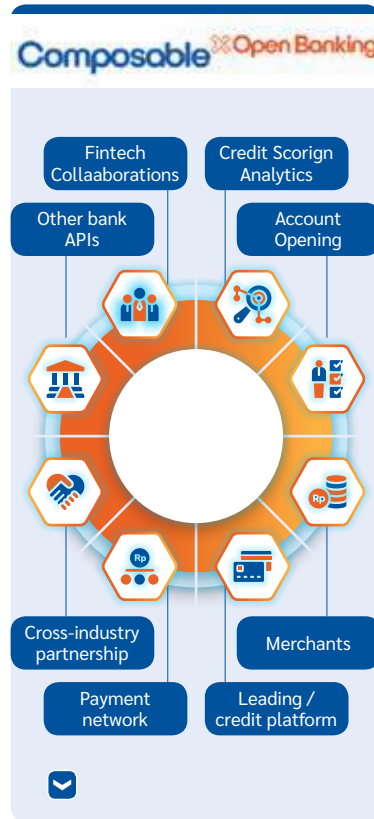 Composable Open Banking
Fintech
Collaaborations
Credit Scorign
Analytics
Other bank
APIs
Account
Opening
Rp
Rp
Cross-industry
partnership
Merchants
Payment
network
Leading /
credit platform